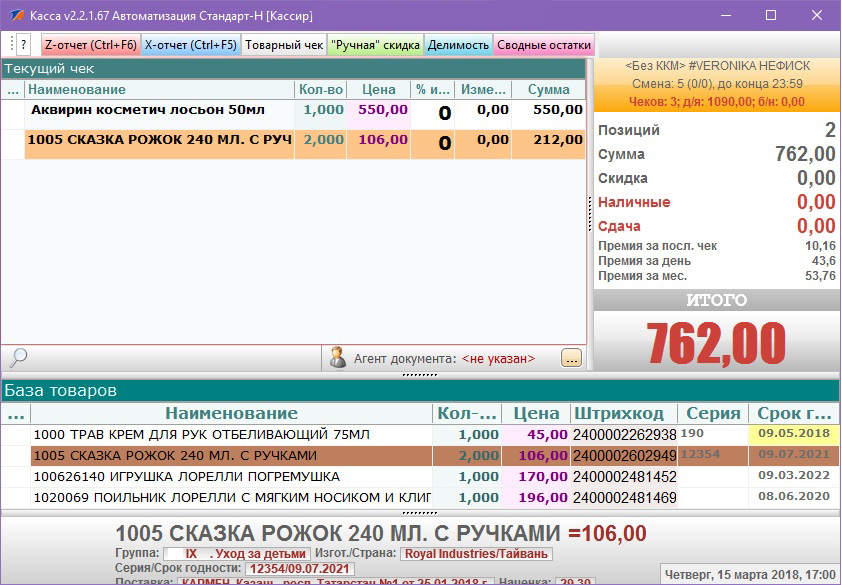 Касса v2.2.1.67 Автоматизация Стандарт-Н [Кассир]
? Z-отчет (Ctrl+F6) X-отчет (Ctrl+F5) Товарный чек "Ручная" скидка Делимость Сводные остатки
Текущий чек
... Наименование Кол-во Цена % и... Изме... Сумма
Аквирин косметич лосьон 50мл 1,000 550,00 0 0,00 550,00
1005 СКАЗКА РОЖОК 240 МЛ. С РУЧ 2,000 106,00 0 0,00 212,00
<Без ККМ> #VERONIKA НЕФИСК
Смена: 5 (0/0), до конца 23:59
Чеков: 3; д/я: 1090,00; б/н: 0,00
Позиций 2
Сумма 762,00
Скидка 0,00
Наличные 0,00
Сдача 0,00
Премия за посл. чек 10,16
Премия за день 43,6
Премия за мес. 53,76
ИТОГО
762,00
Агент документа: <не указан> ...
База товаров
... Наименование Кол-... Цена Штрихкод Серия Срок г...
1000 ТРАВ КРЕМ ДЛЯ РУК ОТБЕЛИВАЮЩИЙ 75МЛ 1,000 45,00 2400002262938 190 09.05.2018
1005 СКАЗКА РОЖОК 240 МЛ. С РУЧКАМИ 2,000 106,00 2400002602949 12354 09.07.2021
100626140 ИГРУШКА ЛОРЕЛЛИ ПОГРЕМУШКА 1,000 170,00 2400002481452 09.03.2022
1020069 ПОИЛЬНИК ЛОРЕЛЛИ С МЯГКИМ НОСИКОМ И КЛИГ 1,000 196,00 2400002481469 08.06.2020
1005 СКАЗКА РОЖОК 240 МЛ. С РУЧКАМИ =106,00
Группа: IX . Уход за детьми Изгот./Страна: Royal Industries/Тайвань
Серия/Срок годности: 12354/09.07.2021
Поставка: КАРМЕН, Казань, респ. Татарстан №1 от 25.01.2018 г. Наценка: 29,30
Четверг, 15 марта 2018, 17:00